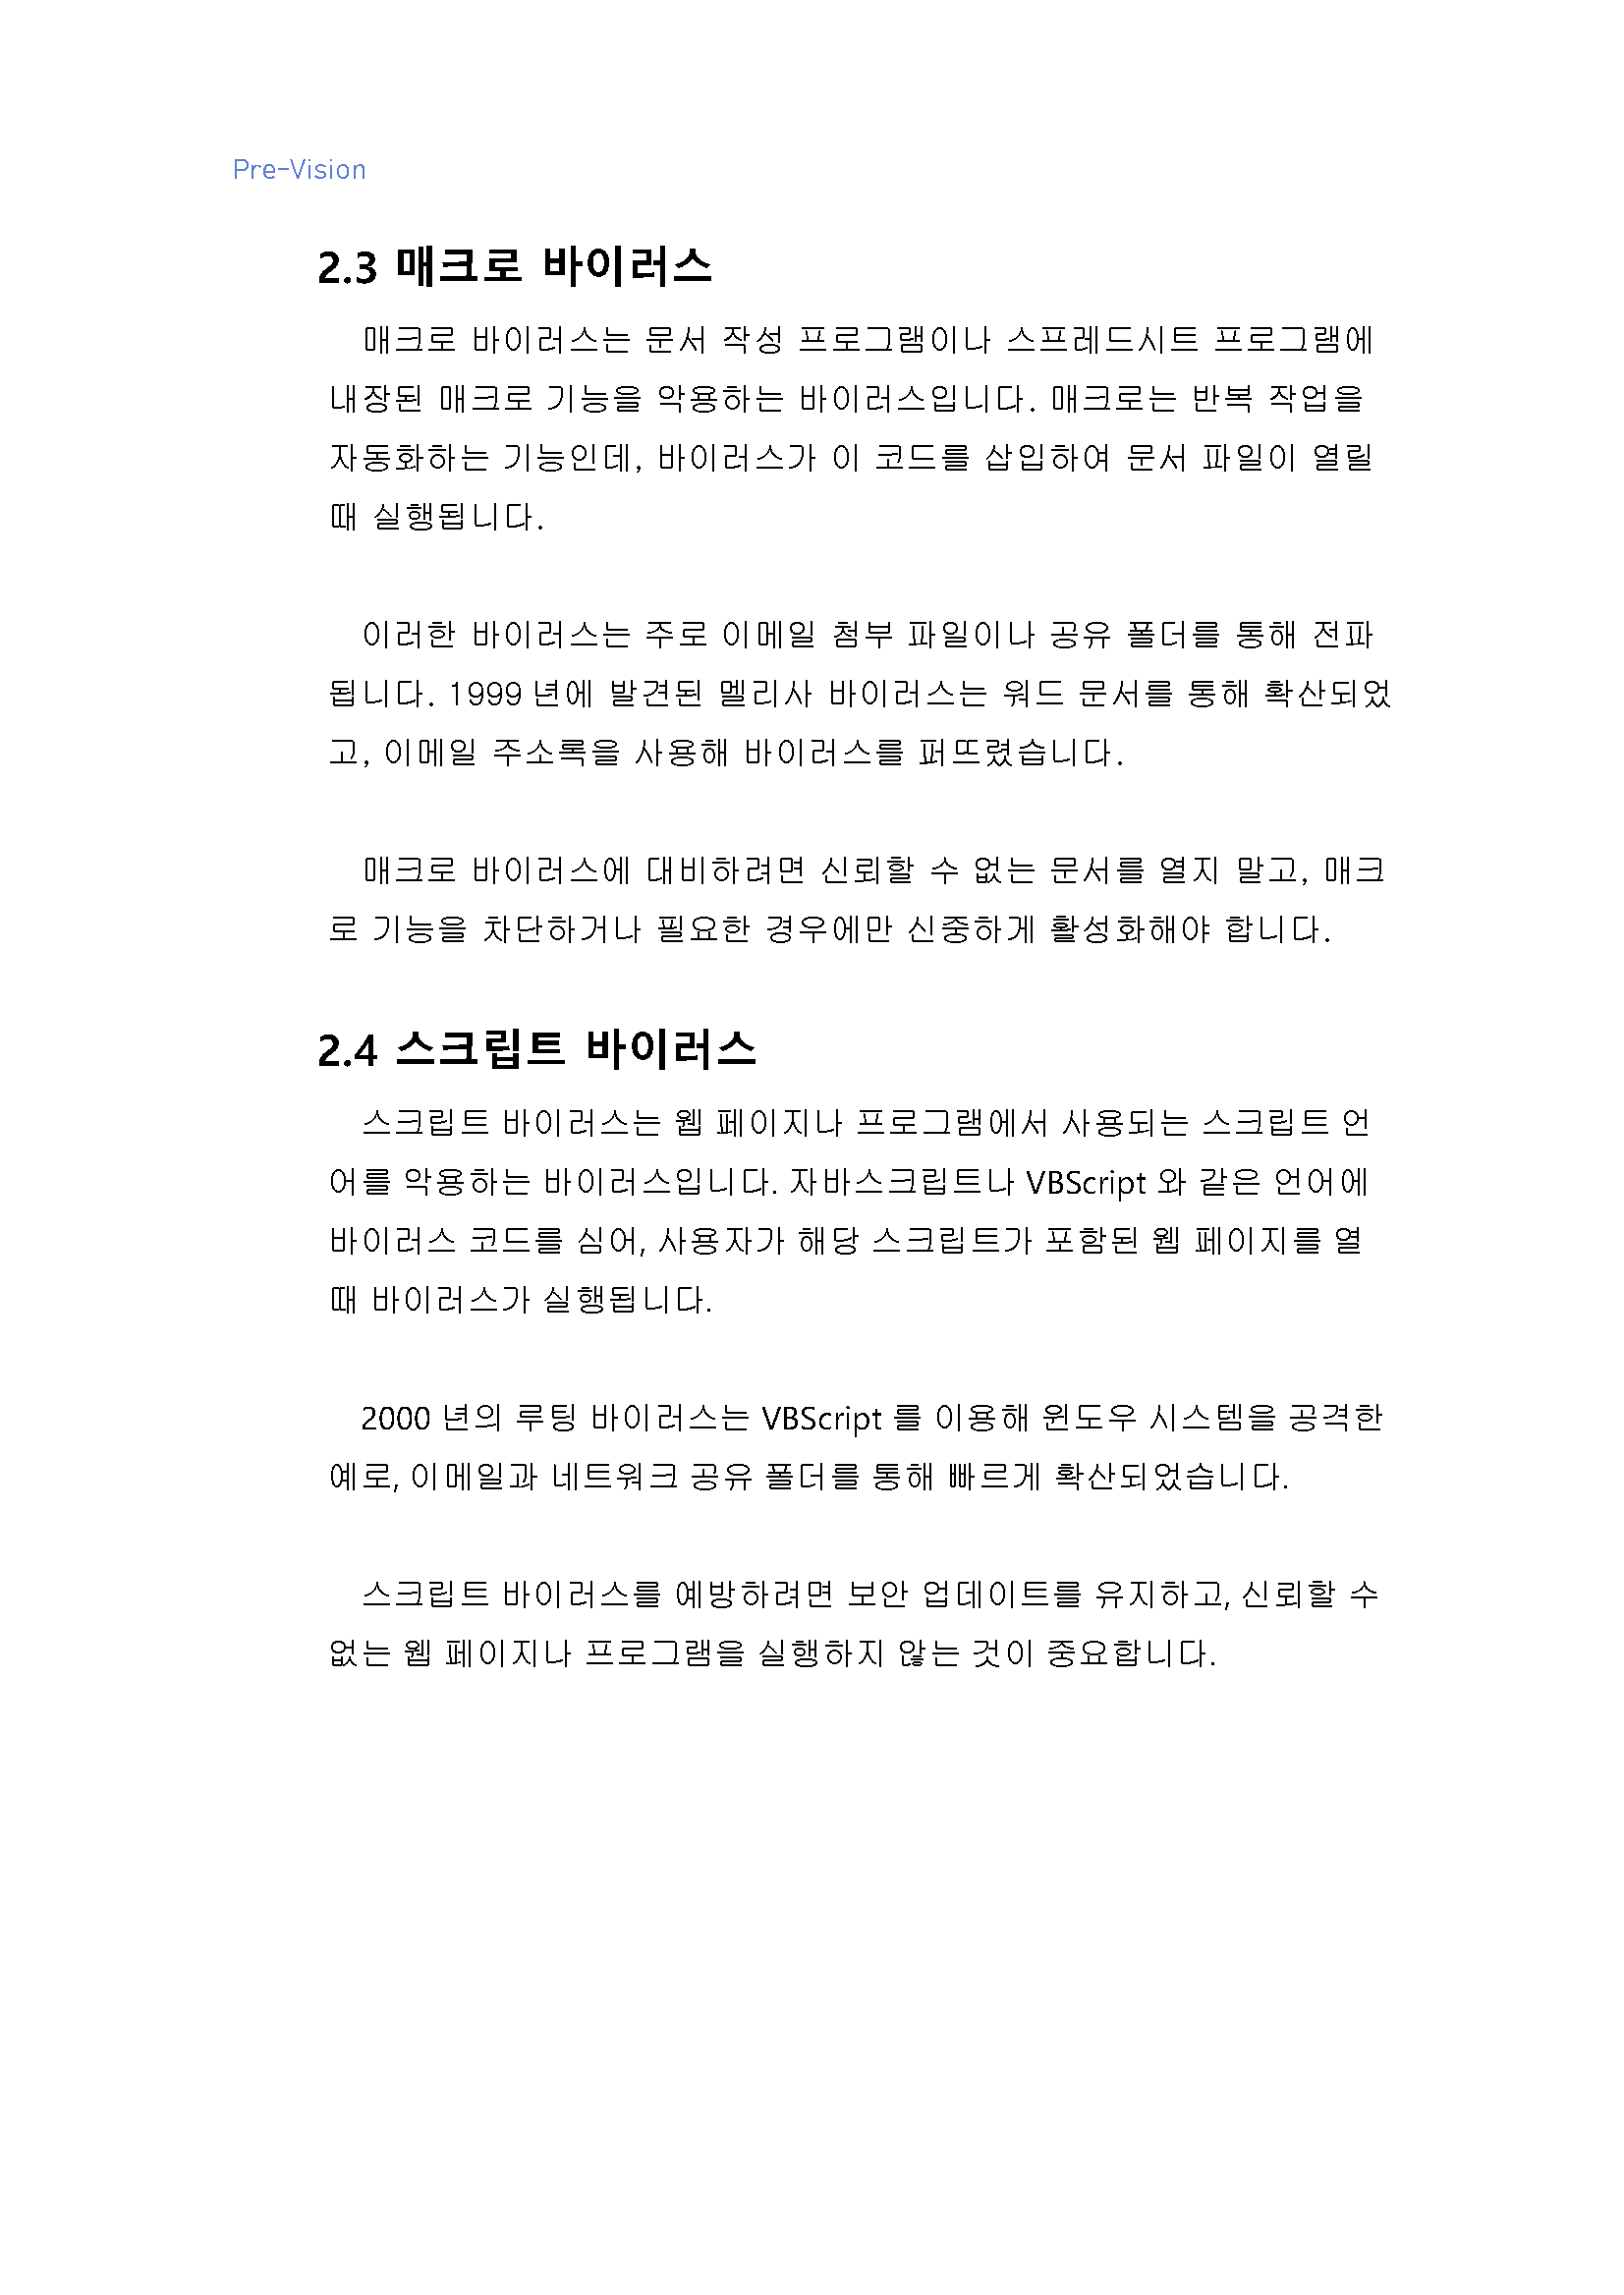 Pre-Vision
2.3 매크로 바이러스
매크로 바이러스는 문서 작성 프로그램이나 스프레드시트 프로그램에
내장된 매크로 기능을 악용하는 바이러스입니다. 매크로는 반복 작업을
자동화하는 기능인데, 바이러스가 이 코드를 삽입하여 문서 파일이 열릴
때 실행됩니다.
이러한 바이러스는 주로 이메일 첨부 파일이나 공유 폴더를 통해 전파
됩니다. 1999년에 발견된 멜리사 바이러스는 워드 문서를 통해 확산되었
고, 이메일 주소록을 사용해 바이러스를 퍼뜨렸습니다.
매크로 바이러스에 대비하려면 신뢰할 수 없는 문서를 열지 말고, 매크
로 기능을 차단하거나 필요한 경우에만 신중하게 활성화해야 합니다.
2.4 스크립트 바이러스
스크립트 바이러스는 웹 페이지나 프로그램에서 사용되는 스크립트 언
어를 악용하는 바이러스입니다. 자바스크립트나 VBScript 와 같은 언어에
바이러스 코드를 심어, 사용자가 해당 스크립트가 포함된 웹 페이지를 열
때 바이러스가 실행됩니다.
2000 년의 루팅 바이러스는 VBScript 를 이용해 윈도우 시스템을 공격한
예로, 이메일과 네트워크 공유 폴더를 통해 빠르게 확산되었습니다.
스크립트 바이러스를 예방하려면 보안 업데이트를 유지하고, 신뢰할 수
없는 웹 페이지나 프로그램을 실행하지 않는 것이 중요합니다.